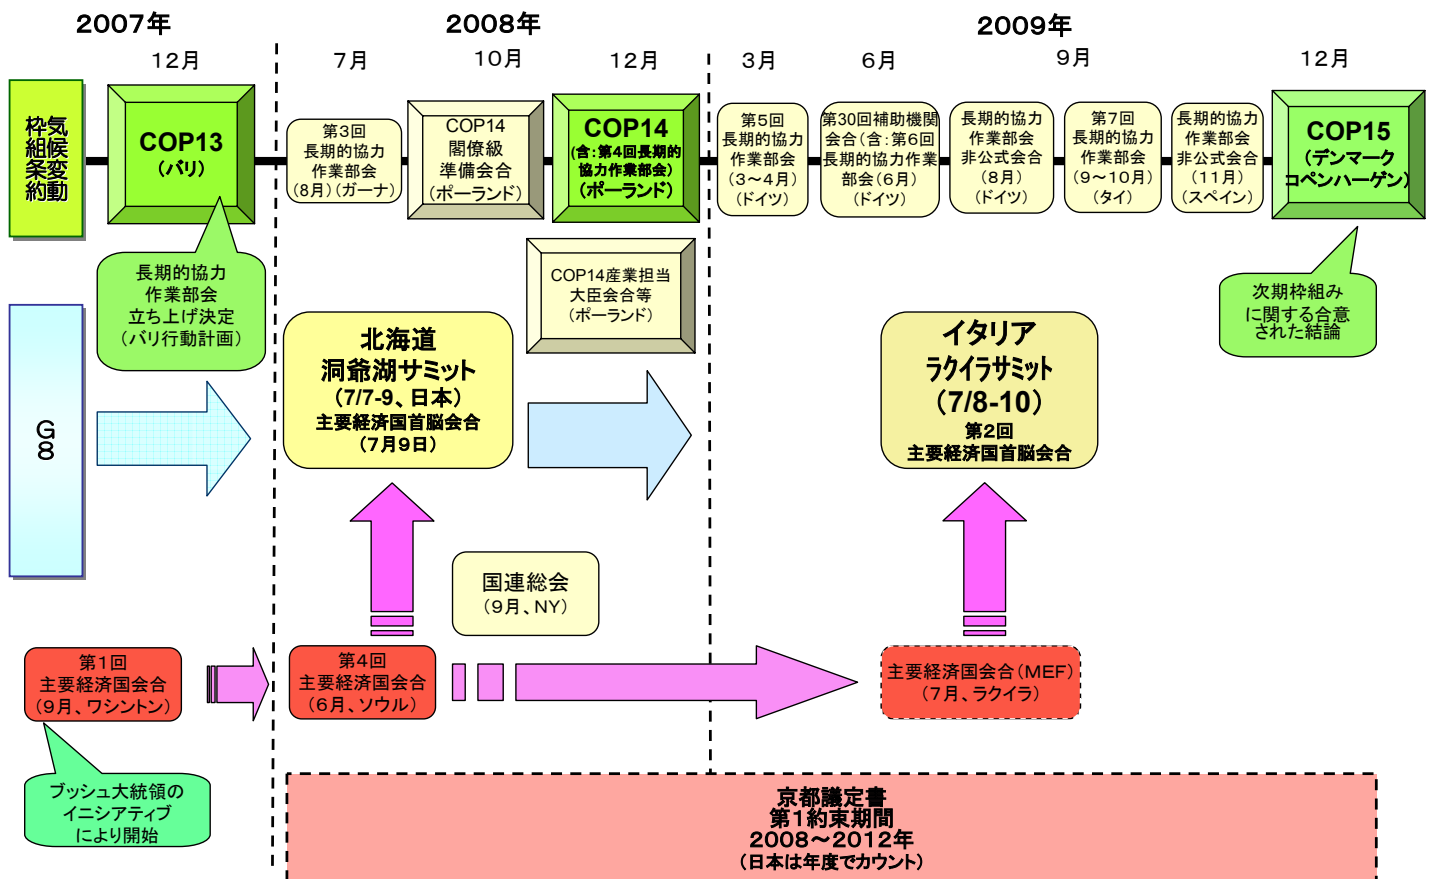 2007年
2008年
2009年
12月
7月
10月
12月
3月
6月
9月
12月
気候変動
枠組条約
COP13
(バリ)
第3回
長期的協力
作業部会
(8月)(ガーナ)
COP14
閣僚級
準備会合
(ポーランド)
COP14
(含:第4回長期的
協力作業部会)
(ポーランド)
第5回
長期的協力
作業部会
(3～4月)
(ドイツ)
第30回補助機関
会合(含:第6回
長期的協力作業
部会(6月)
(ドイツ)
長期的協力
作業部会
非公式会合
(8月)
(ドイツ)
第7回
長期的協力
作業部会
(9～10月)
(タイ)
長期的協力
作業部会
非公式会合
(11月)
(スペイン)
COP15
(デンマーク
コペンハーゲン)
長期的協力
作業部会
立ち上げ決定
(バリ行動計画)
COP14産業担当
大臣会合等
(ポーランド)
次期枠組み
に関する合意
された結論
G8
北海道
洞爺湖サミット
(7/7-9、日本)
主要経済国首脳会合
(7月9日)
イタリア
ラクイラサミット
(7/8-10)
第2回
主要経済国首脳会合
国連総会
(9月、NY)
第1回
主要経済国会合
(9月、ワシントン)
第4回
主要経済国会合
(6月、ソウル)
主要経済国会合(MEF)
(7月、ラクイラ)
ブッシュ大統領の
イニシアティブ
により開始
京都議定書
第1約束期間
2008～2012年
(日本は年度でカウント)